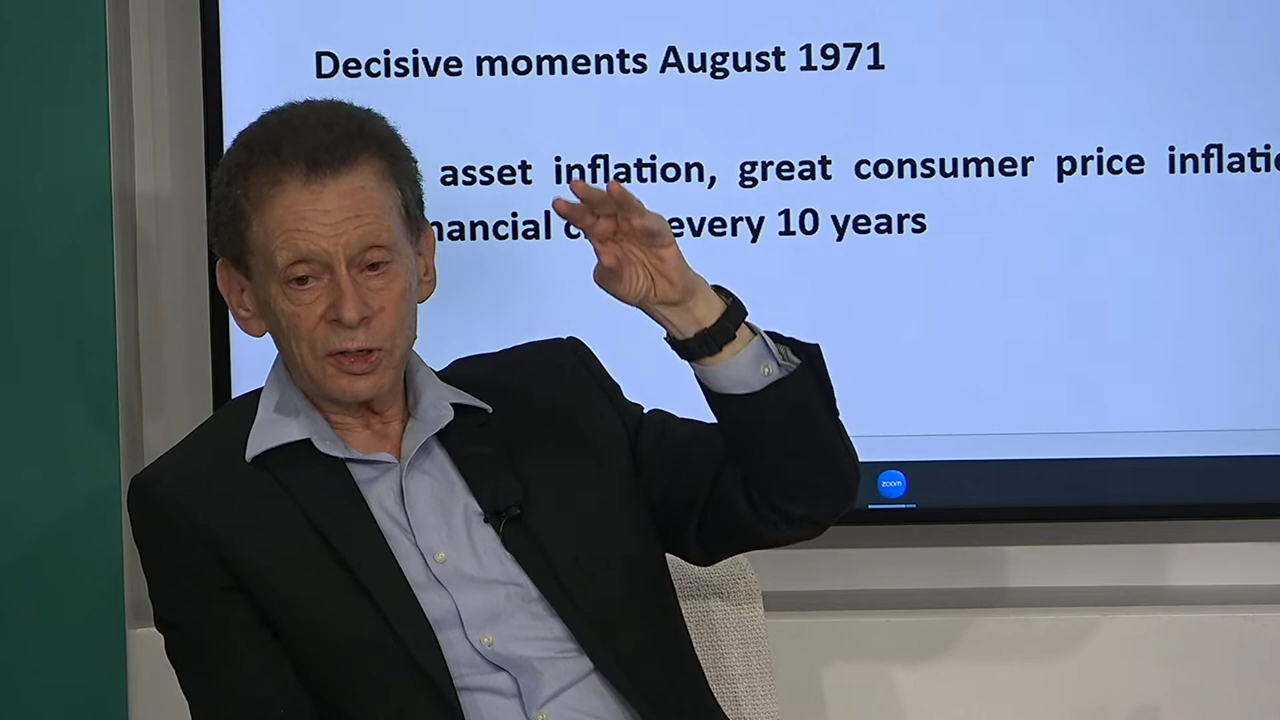 Decisive moments August 1971
asset inflation, great consumer price
every 10 years
zoom